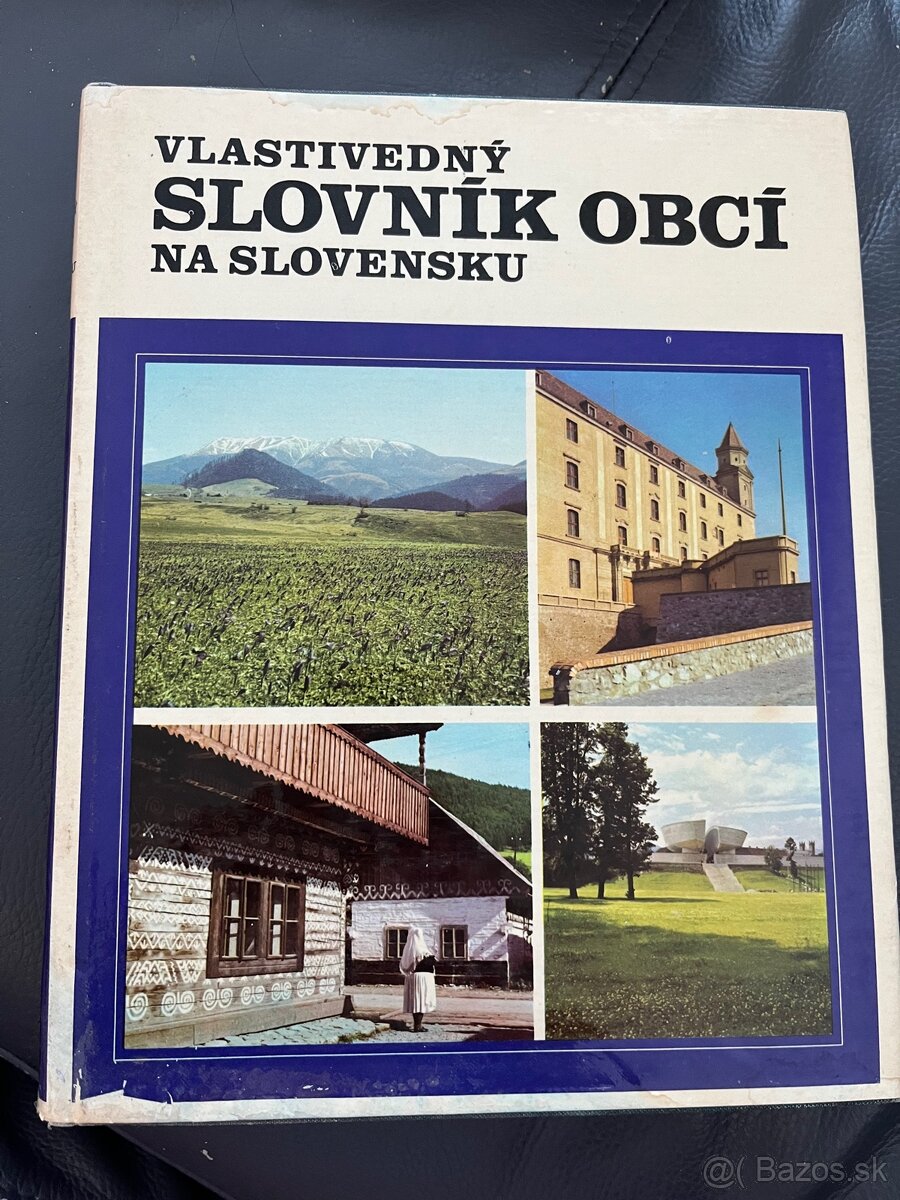 VLASTIVEDNÝ
SLOVNÍK OBCÍ
NA SLOVENSKU
@( Bazos.sk